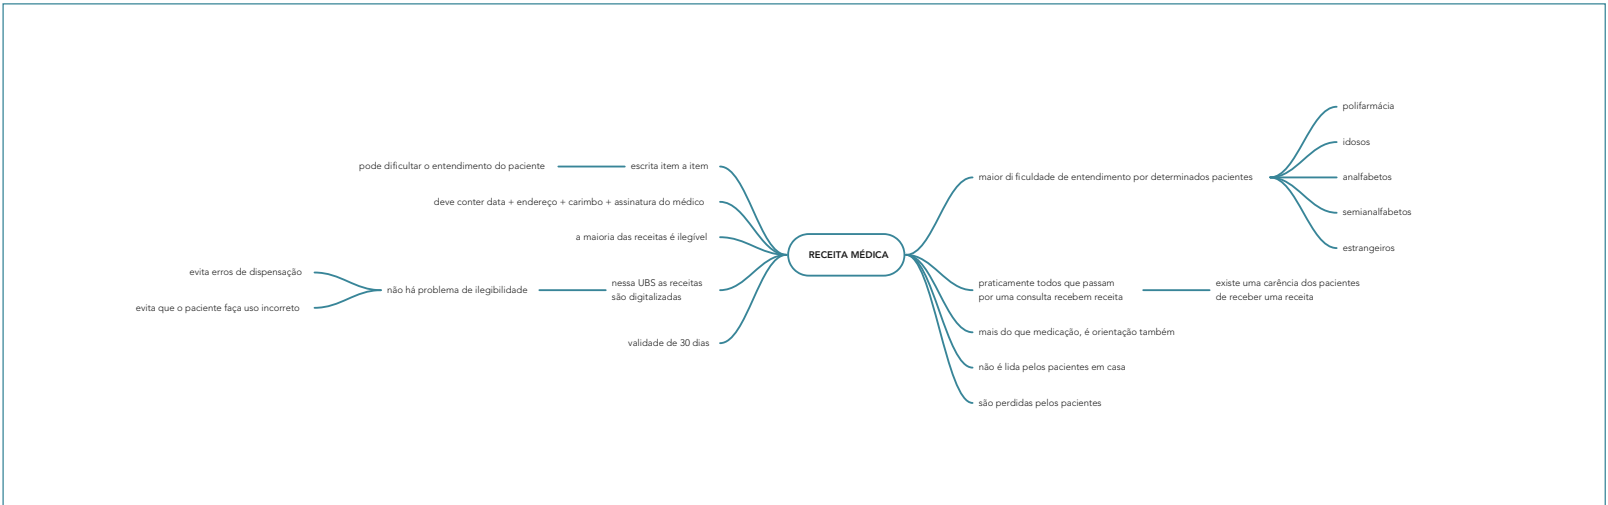 polifarmácia
idosos
analfabetos
semianalfabetos
estrangeiros
maior di ficuldade de entendimento por determinados pacientes
pode dificultar o entendimento do paciente
escrita item a item
deve conter data + endereço + carimbo + assinatura do médico
a maioria das receitas é ilegível
RECEITA MÉDICA
evita erros de dispensação
evita que o paciente faça uso incorreto
não há problema de ilegibilidade
nessa UBS as receitas
são digitalizadas
validade de 30 dias
praticamente todos que passam
por uma consulta recebem receita
existe uma carência dos pacientes
de receber uma receita
mais do que medicação, é orientação também
não é lida pelos pacientes em casa
são perdidas pelos pacientes